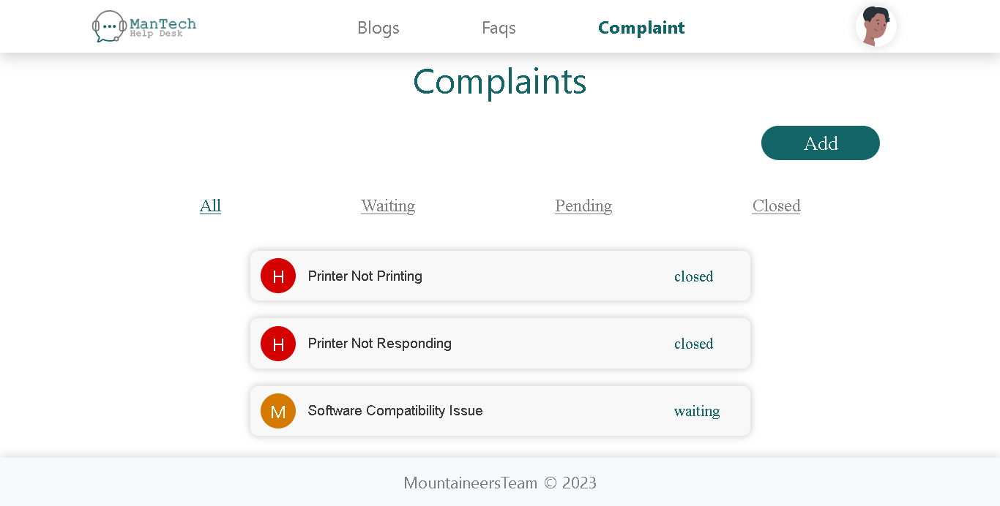 ManTech
Help Desk
Blogs
Faqs
Complaint
Complaints
Add
All
Waiting
Pending
Closed
H Printer Not Printing closed
H Printer Not Responding closed
M Software Compatibility Issue waiting
MountaineersTeam © 2023